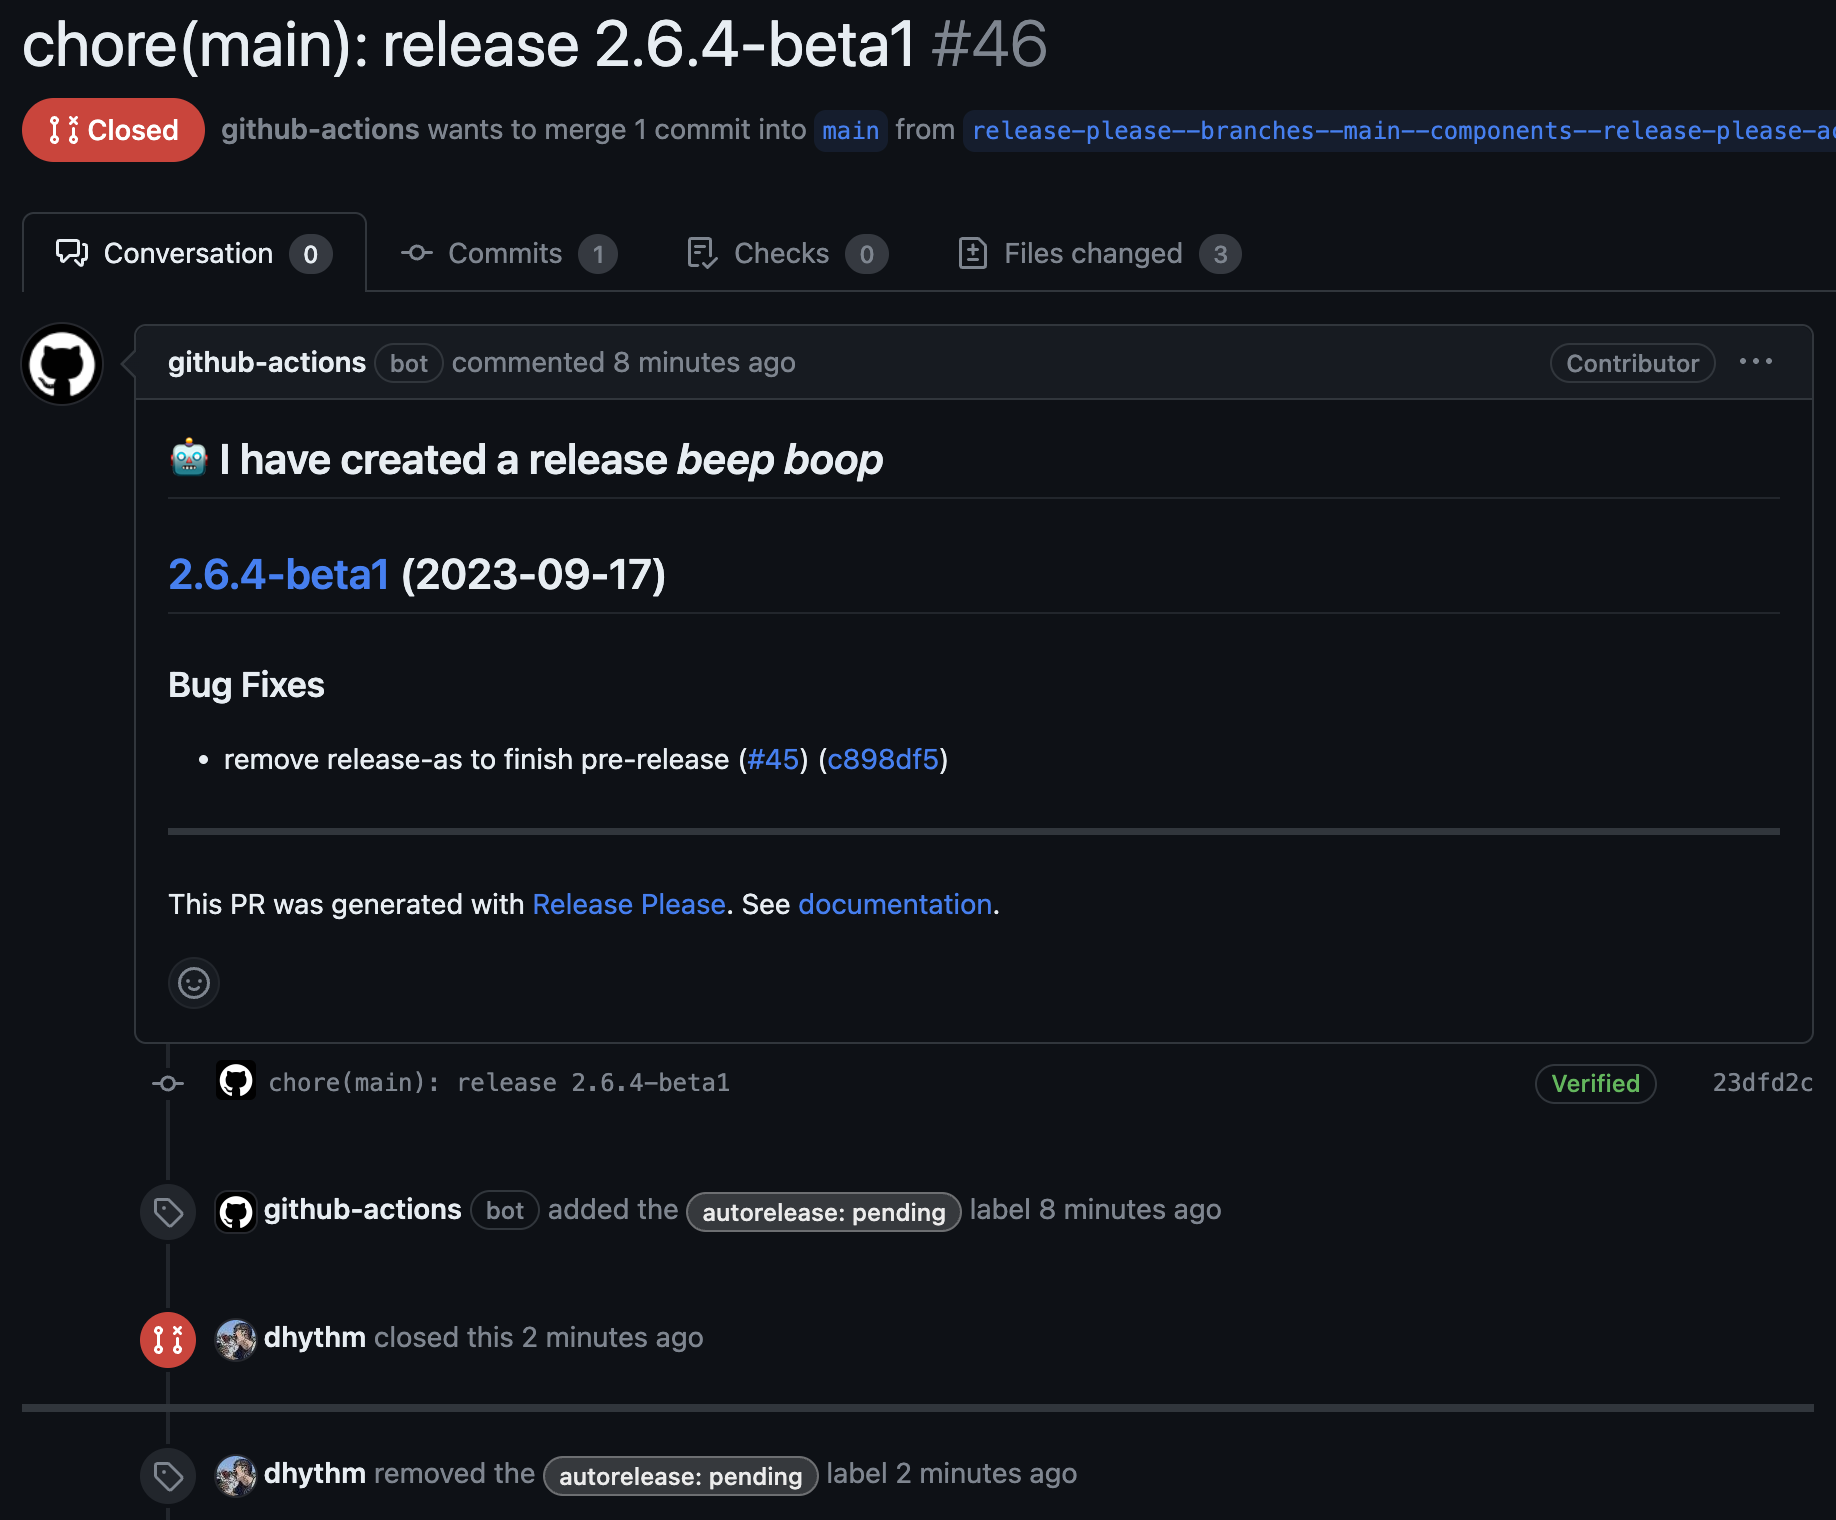 chore(main): release 2.6.4-beta1 #46
Closed github-actions wants to merge 1 commit into main from release-please--branches--main--components--release-please-ac
Conversation 0 Commits 1 Checks 0 Files changed 3
github-actions bot commented 8 minutes ago Contributor
🤖 I have created a release beep boop
2.6.4-beta1 (2023-09-17)
Bug Fixes
• remove release-as to finish pre-release (#45) (c898df5)
This PR was generated with Release Please. See documentation.
chore(main): release 2.6.4-beta1 Verified 23dfd2c
github-actions bot added the autorelease: pending label 8 minutes ago
dhythm closed this 2 minutes ago
dhythm removed the autorelease: pending label 2 minutes ago